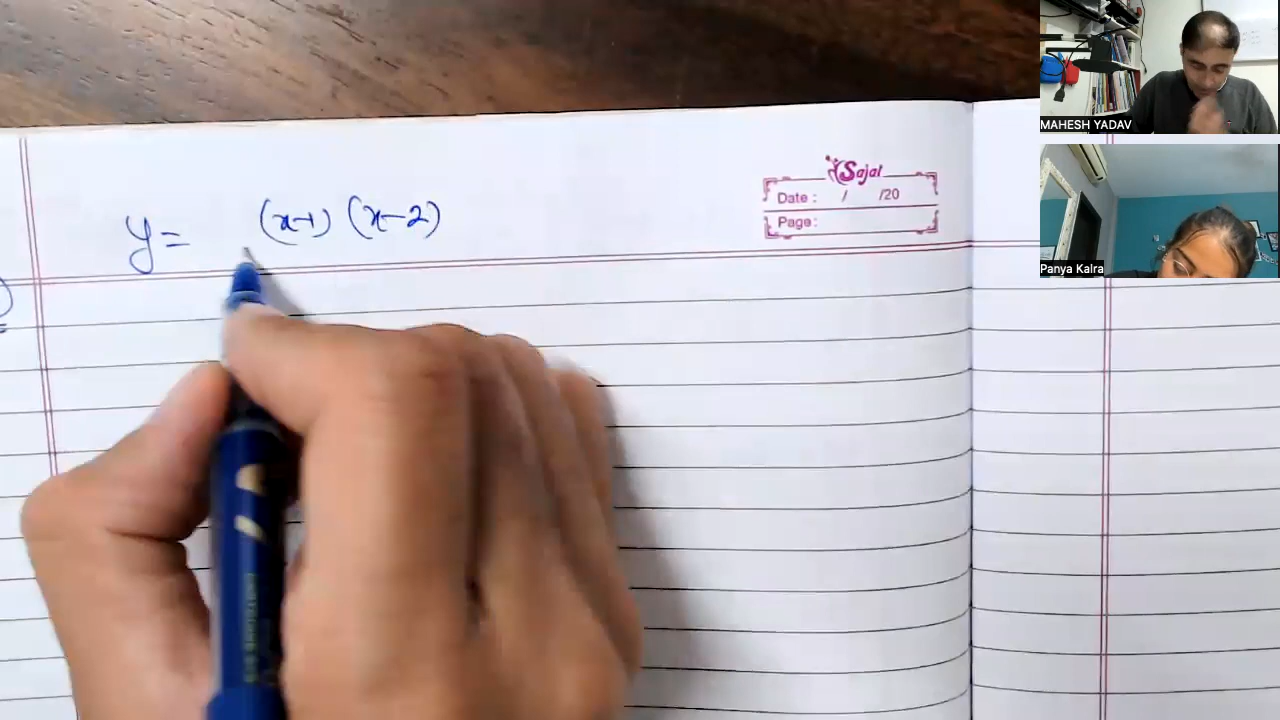 MAHESH YADAV
Sajal
Date : / /20
Page:
y= (x-1) (x-2)
Panya Kalra